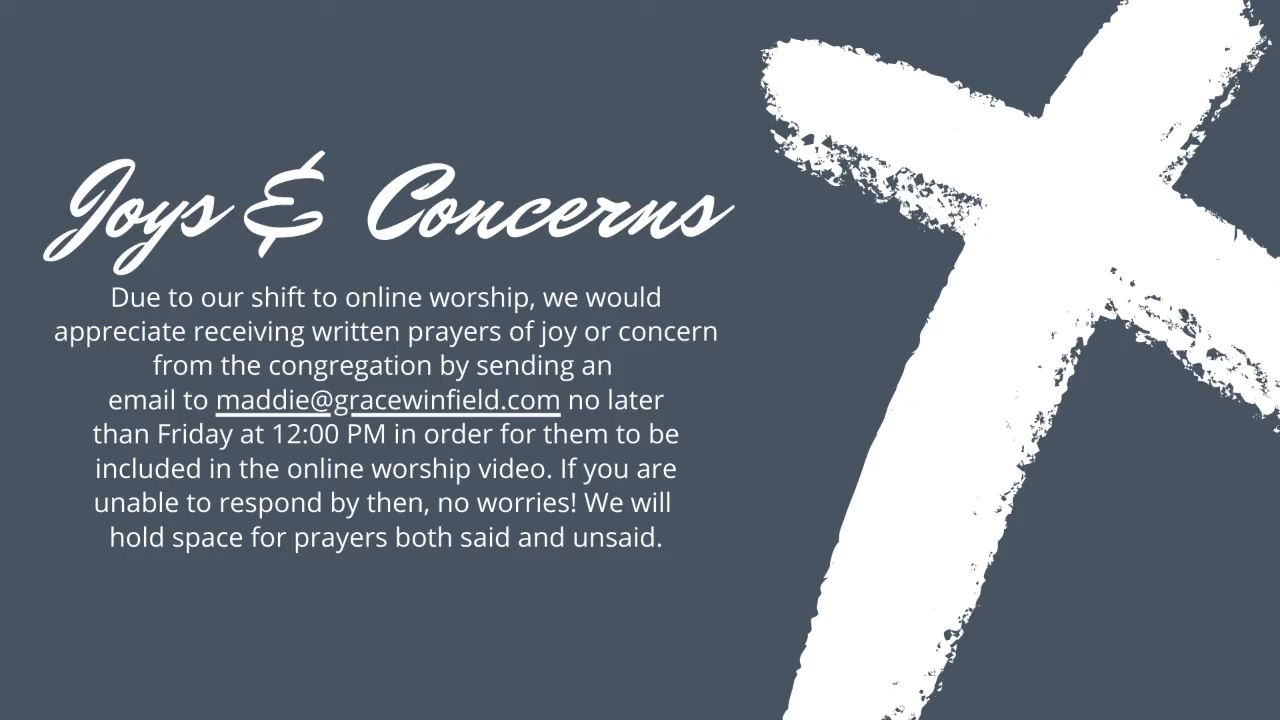 Joys & Concerns
Due to our shift to online worship, we would
appreciate receiving written prayers of joy or concern
from the congregation by sending an
email to maddie@gracewinfield.com no later
than Friday at 12:00 PM in order for them to be
included in the online worship video. If you are
unable to respond by then, no worries! We will
hold space for prayers both said and unsaid.